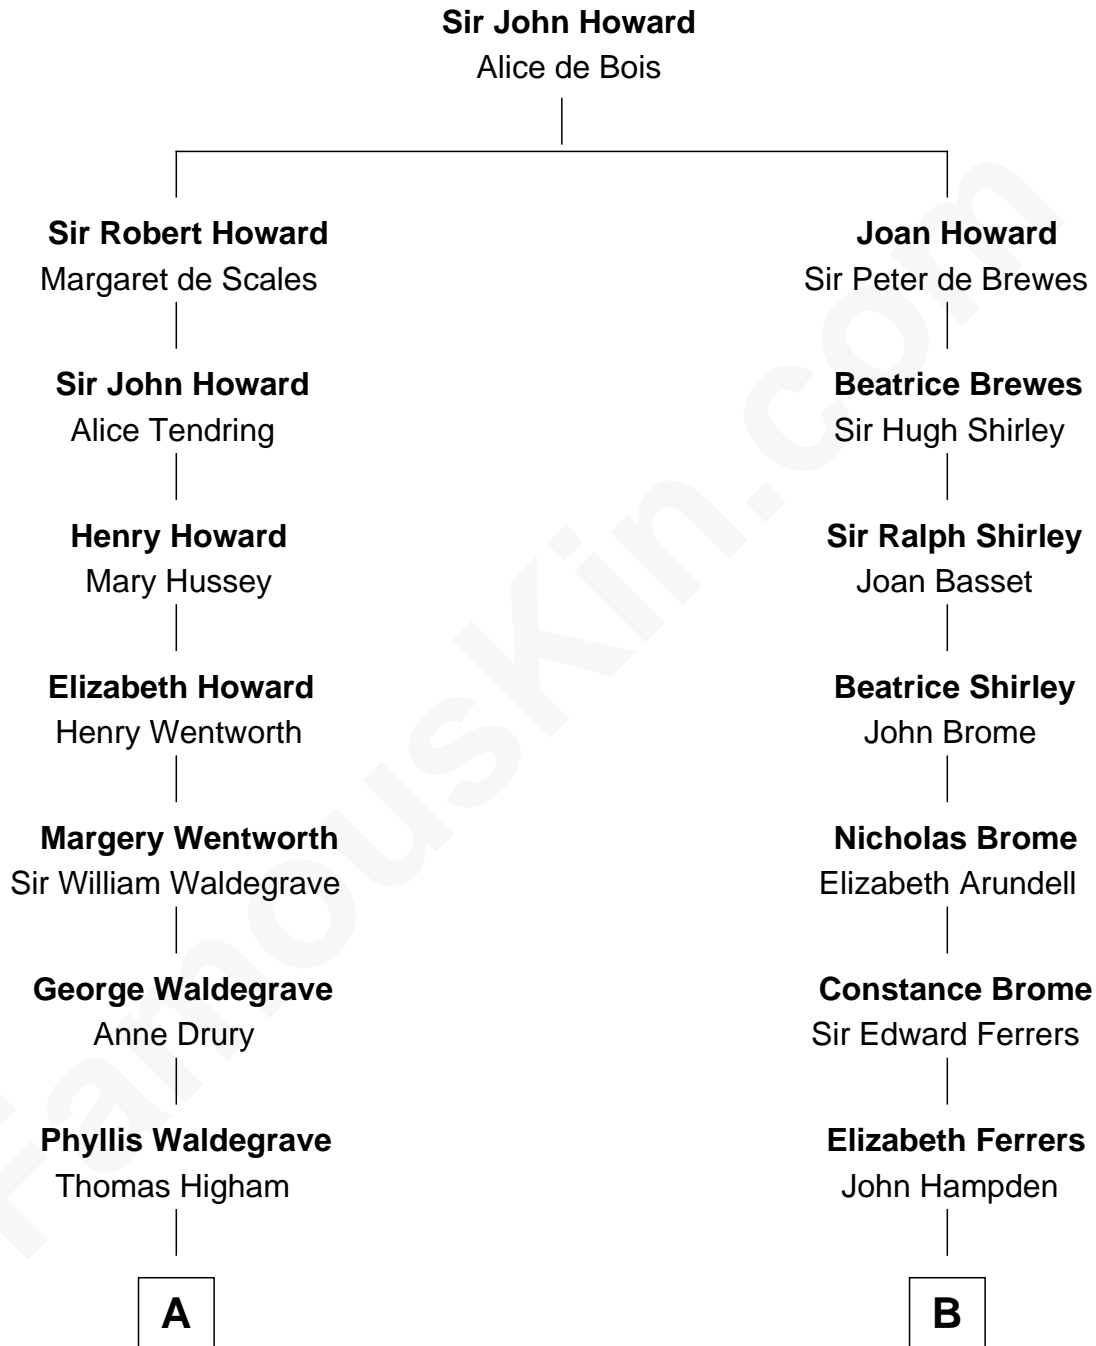 Sir John Howard
Alice de Bois
Sir Robert Howard
Margaret de Scales
Joan Howard
Sir Peter de Brewes
Sir John Howard
Alice Tendring
Beatrice Brewes
Sir Hugh Shirley
Henry Howard
Mary Hussey
Sir Ralph Shirley
Joan Basset
Elizabeth Howard
Henry Wentworth
Beatrice Shirley
John Brome
Margery Wentworth
Sir William Waldegrave
Nicholas Brome
Elizabeth Arundell
George Waldegrave
Anne Drury
Constance Brome
Sir Edward Ferrers
Phyllis Waldegrave
Thomas Higham
Elizabeth Ferrers
John Hampden
A
B
FamousKin.com